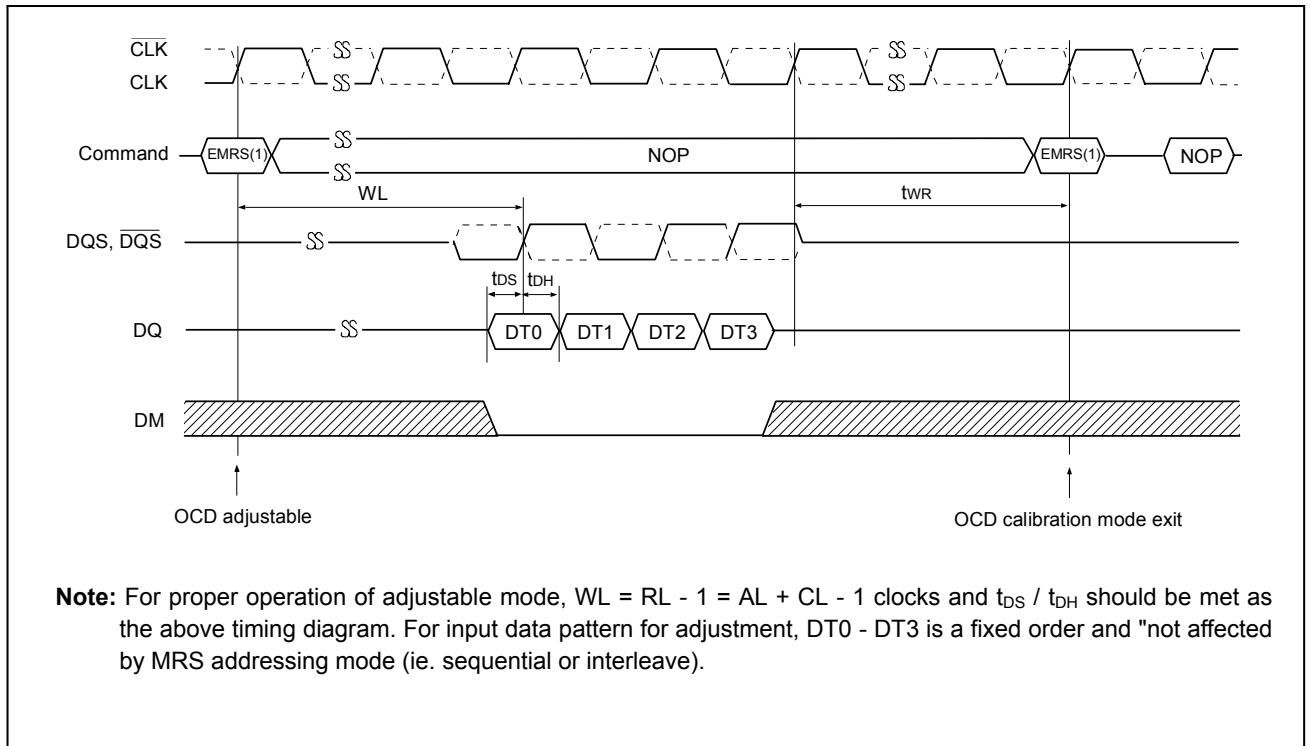 CLK
CLK
Command
EMRS(1)
NOP
EMRS(1)
NOP
WL
tWR
DQS, DQS
tDS
tDH
DQ
DT0
DT1
DT2
DT3
DM
OCD adjustable
OCD calibration mode exit
Note: For proper operation of adjustable mode, WL = RL - 1 = AL + CL - 1 clocks and tDS / tDH should be met as
the above timing diagram. For input data pattern for adjustment, DT0 - DT3 is a fixed order and "not affected
by MRS addressing mode (ie. sequential or interleave).